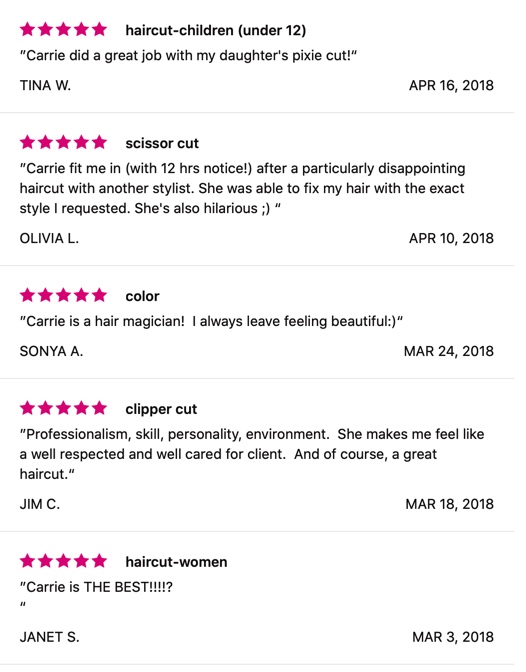 haircut-children (under 12)
”Carrie did a great job with my daughter's pixie cut!“
TINA W. APR 16, 2018
scissor cut
”Carrie fit me in (with 12 hrs notice!) after a particularly disappointing
haircut with another stylist. She was able to fix my hair with the exact
style I requested. She's also hilarious ;) “
OLIVIA L. APR 10, 2018
color
”Carrie is a hair magician!  I always leave feeling beautiful:)“
SONYA A. MAR 24, 2018
clipper cut
”Professionalism, skill, personality, environment.  She makes me feel like
a well respected and well cared for client.  And of course, a great
haircut.“
JIM C. MAR 18, 2018
haircut-women
”Carrie is THE BEST!!!!?
“
JANET S. MAR 3, 2018